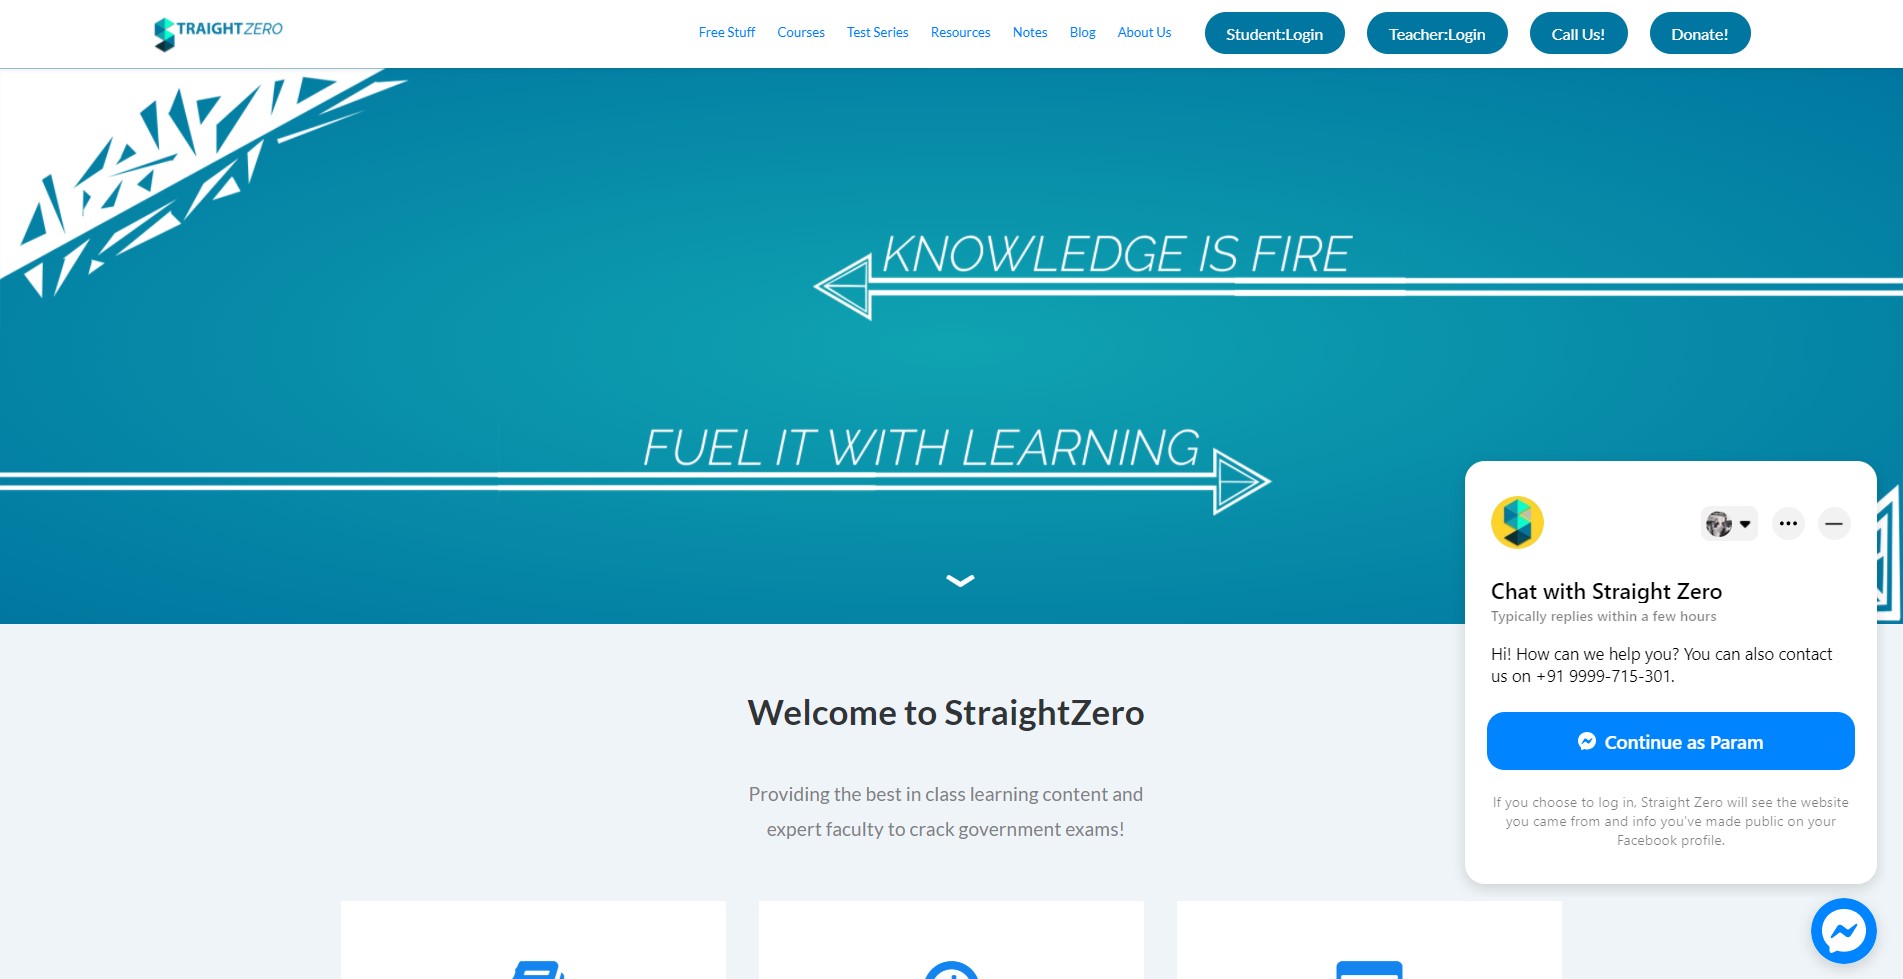 TRAIGHTZERO
Free Stuff
Courses
Test Series
Resources
Notes
Blog
About Us
Student:Login
Teacher:Login
Call Us!
Donate!
KNOWLEDGE IS FIRE
FUEL IT WITH LEARNING
Welcome to StraightZero
Providing the best in class learning content and
expert faculty to crack government exams!
Chat with Straight Zero
Typically replies within a few hours
Hi! How can we help you? You can also contact
us on +91 9999-715-301.
Continue as Param
If you choose to log in, Straight Zero will see the website
you came from and info you've made public on your
Facebook profile.